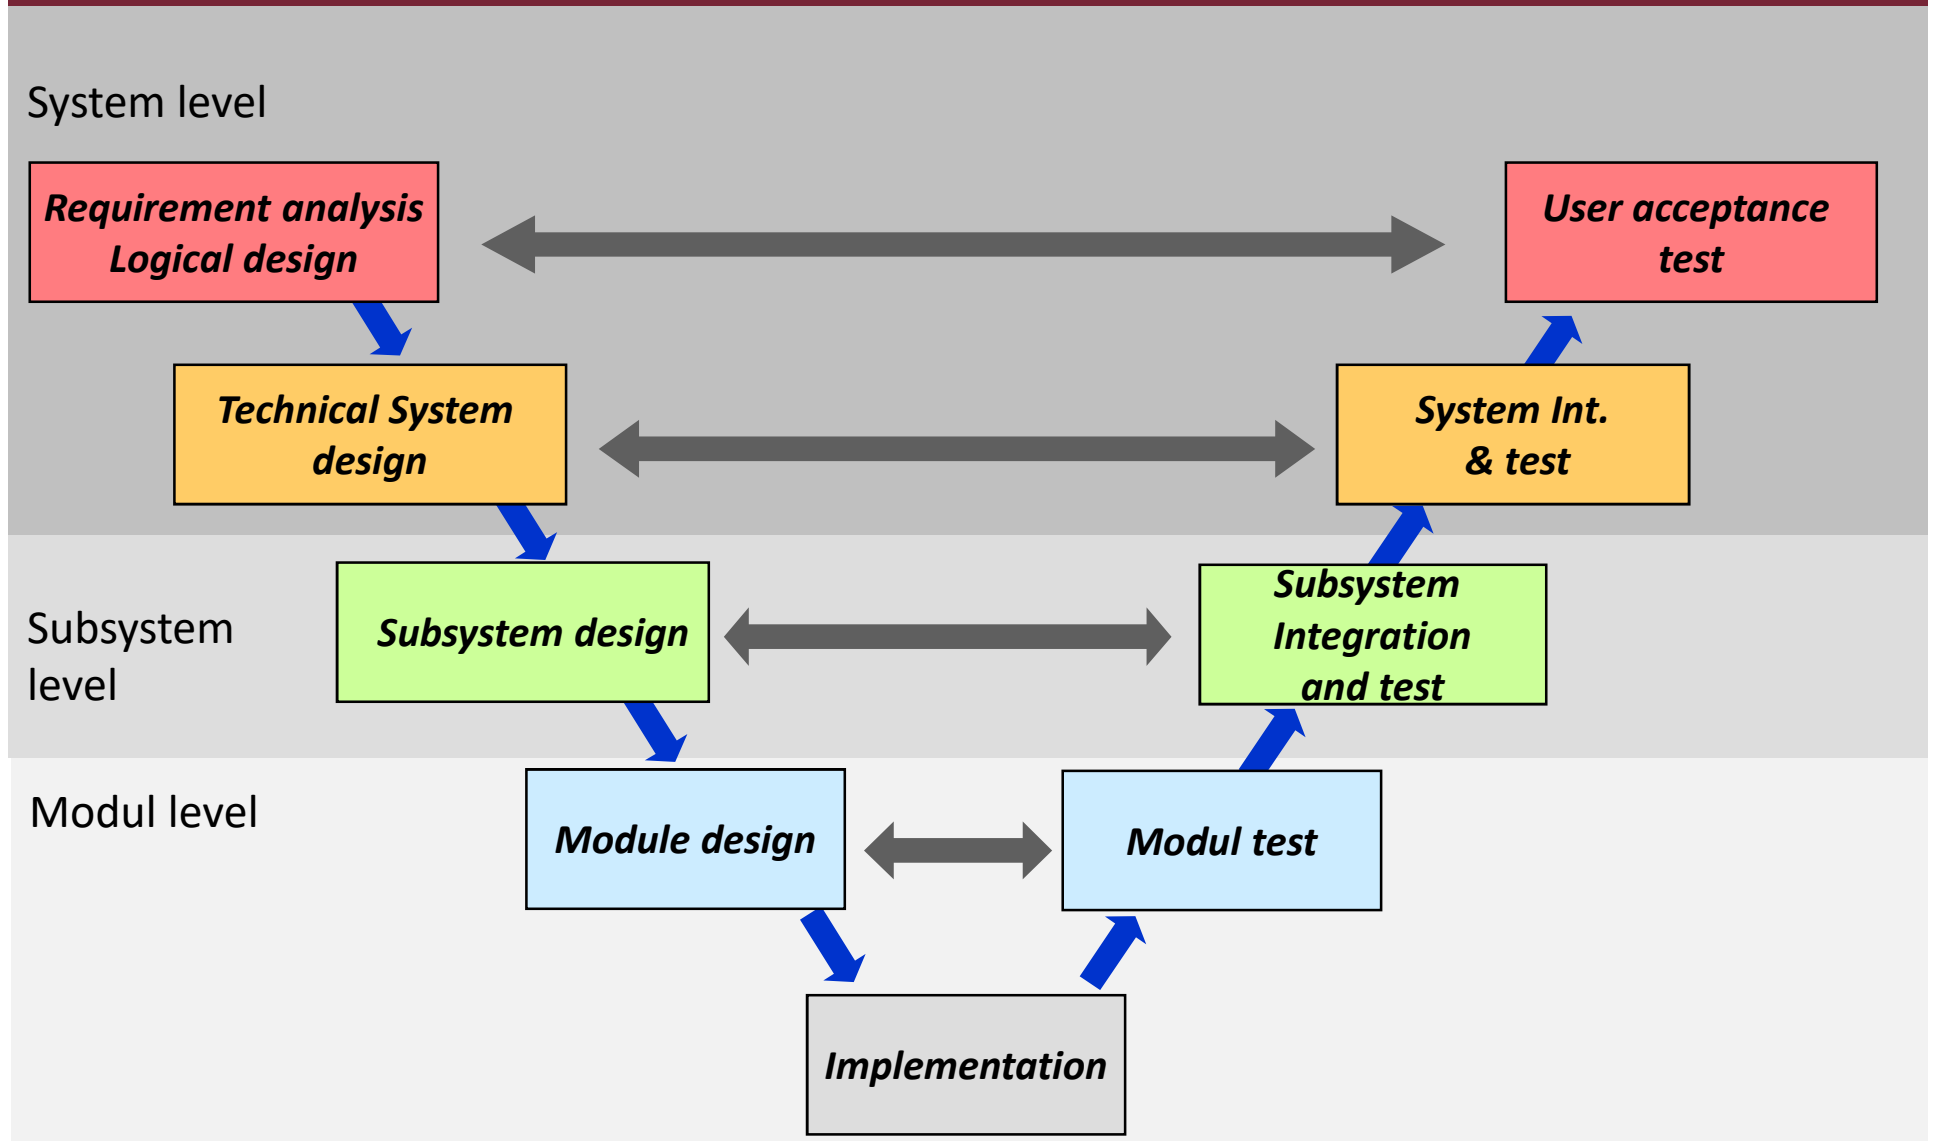 System level
Requirement analysis
Logical design
User acceptance
test
Technical System
design
System Int.
& test
Subsystem
level
Subsystem design
Subsystem
Integration
and test
Modul level
Module design
Modul test
Implementation